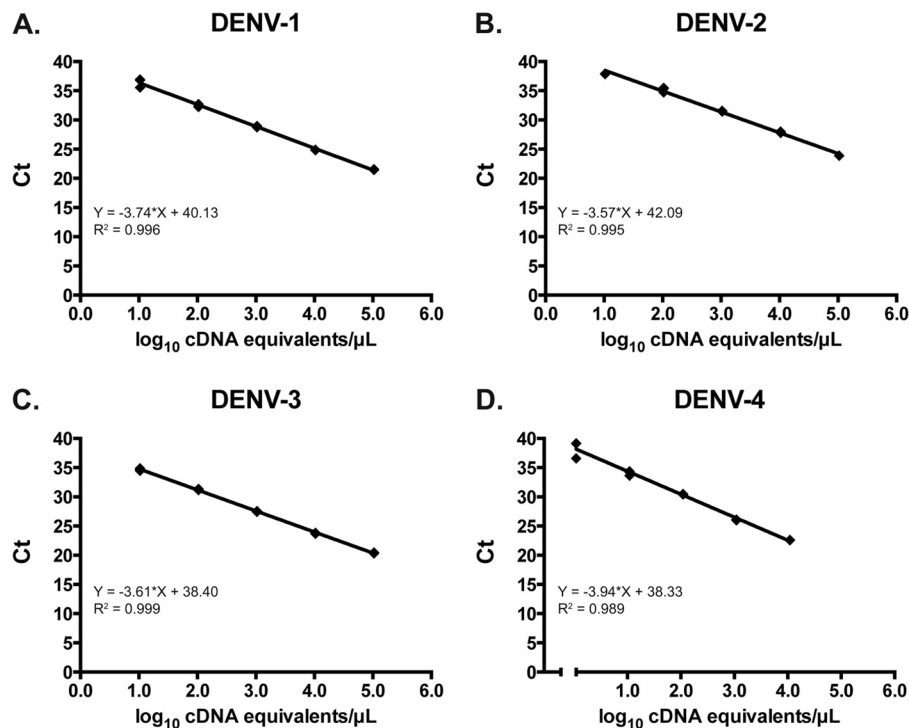 A.
DENV-1
40
35
30
25
20
15
10
5
0
Ct
Y = -3.74*X + 40.13
R² = 0.996
0.0 1.0 2.0 3.0 4.0 5.0 6.0
log₁₀ cDNA equivalents/µL
B.
DENV-2
40
35
30
25
20
15
10
5
0
Ct
Y = -3.57*X + 42.09
R² = 0.995
0.0 1.0 2.0 3.0 4.0 5.0 6.0
log₁₀ cDNA equivalents/µL
C.
DENV-3
40
35
30
25
20
15
10
5
0
Ct
Y = -3.61*X + 38.40
R² = 0.999
0.0 1.0 2.0 3.0 4.0 5.0 6.0
log₁₀ cDNA equivalents/µL
D.
DENV-4
40
35
30
25
20
15
10
5
0
Ct
Y = -3.94*X + 38.33
R² = 0.989
1.0 2.0 3.0 4.0 5.0 6.0
log₁₀ cDNA equivalents/µL